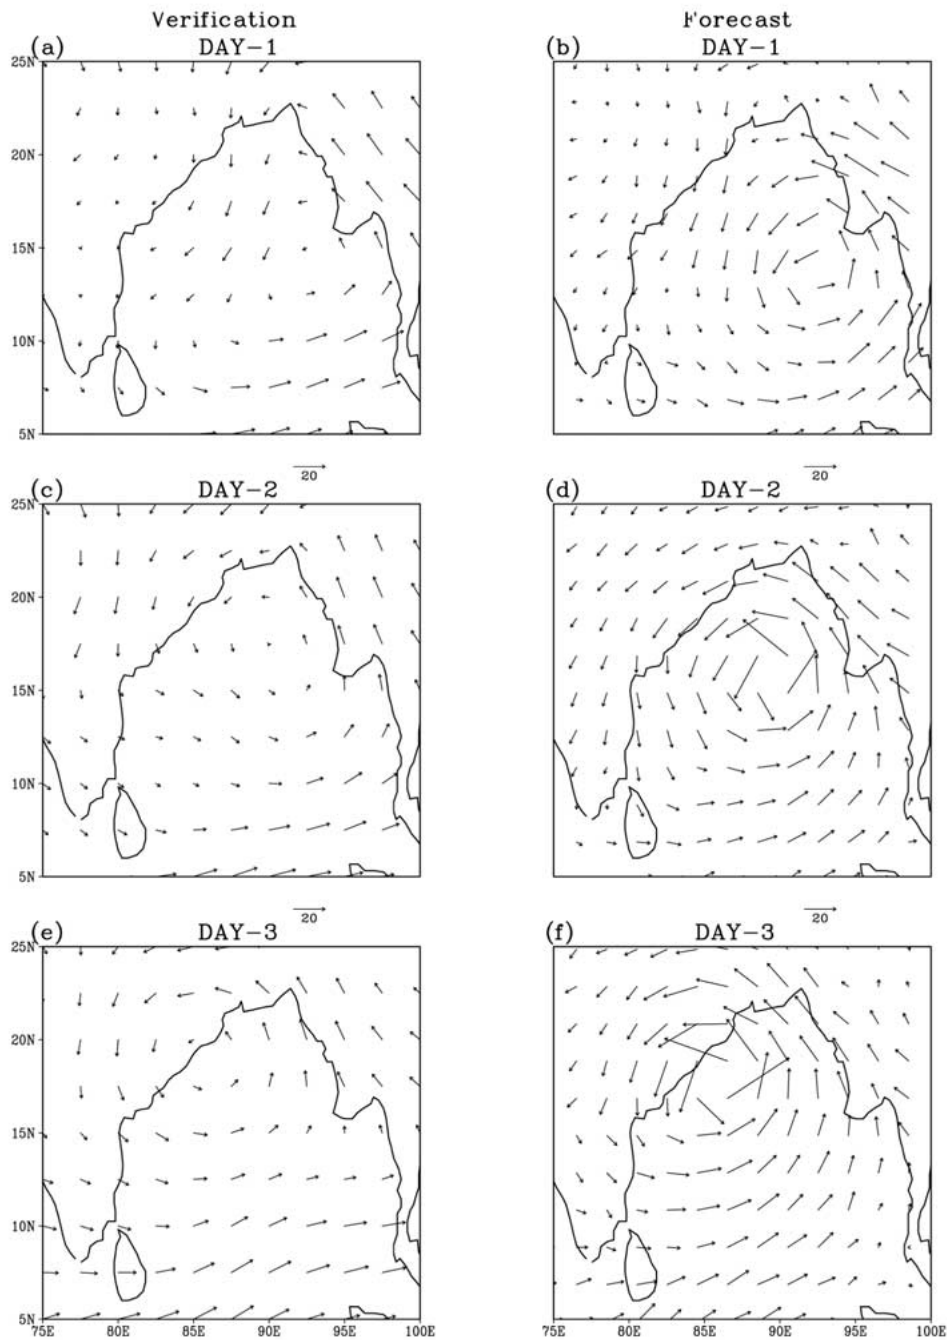 Verification Forecast
(a) DAY-1 (b) DAY-1
25N
20N
15N
10N
5N
20 20
(c) DAY-2 (d) DAY-2
25N
20N
15N
10N
5N
20 20
(e) DAY-3 (f) DAY-3
25N
20N
15N
10N
5N
75E 80E 85E 90E 95E 100E 75E 80E 85E 90E 95E 100E